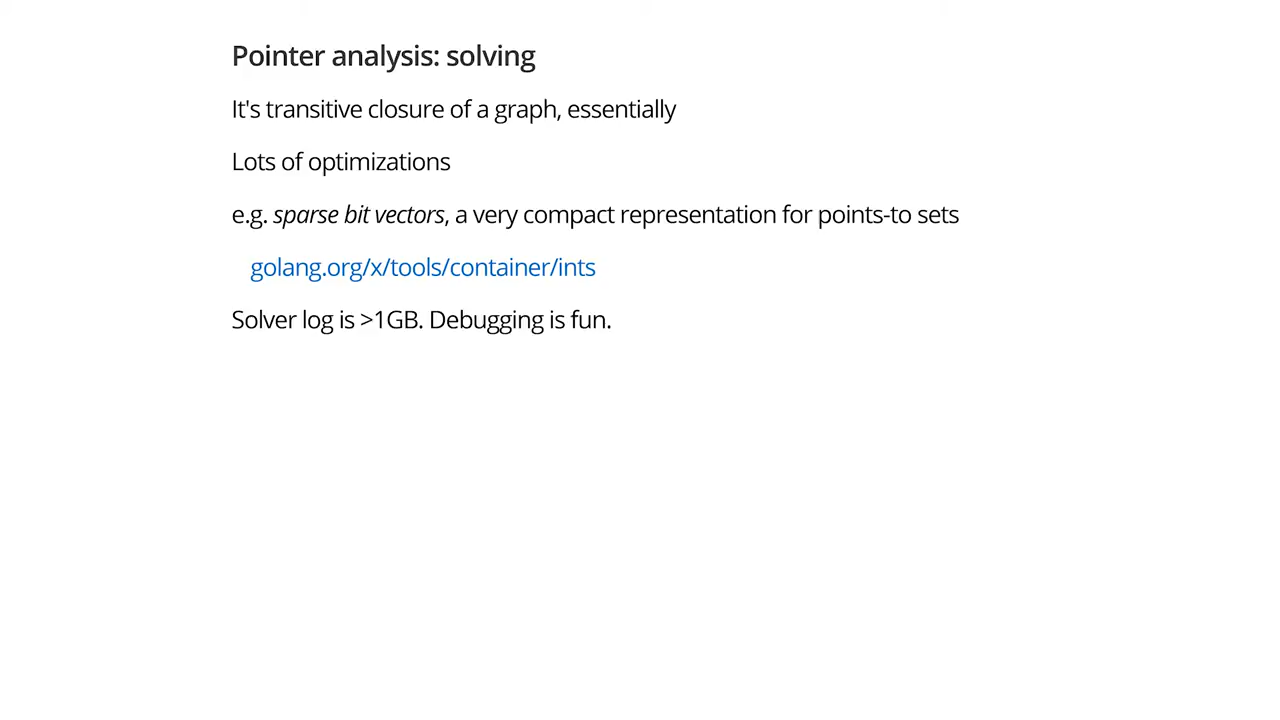 Pointer analysis: solving
It's transitive closure of a graph, essentially
Lots of optimizations
e.g. sparse bit vectors, a very compact representation for points-to sets
golang.org/x/tools/container/ints
Solver log is >1GB. Debugging is fun.